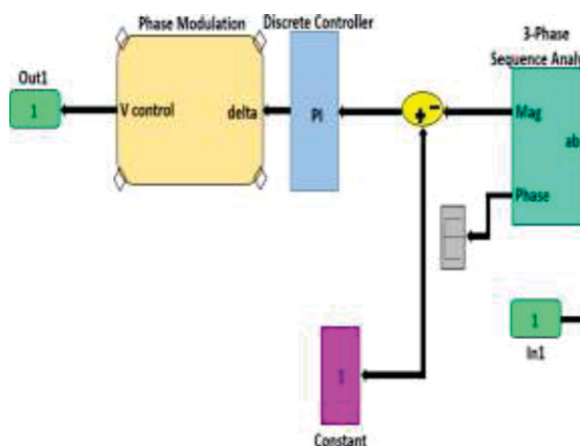 Phase Modulation
Discrete Controller
3-Phase
Sequence Analy
Out1
1
V control
delta
PI
Mag
ab
Phase
1
In1
1
Constant